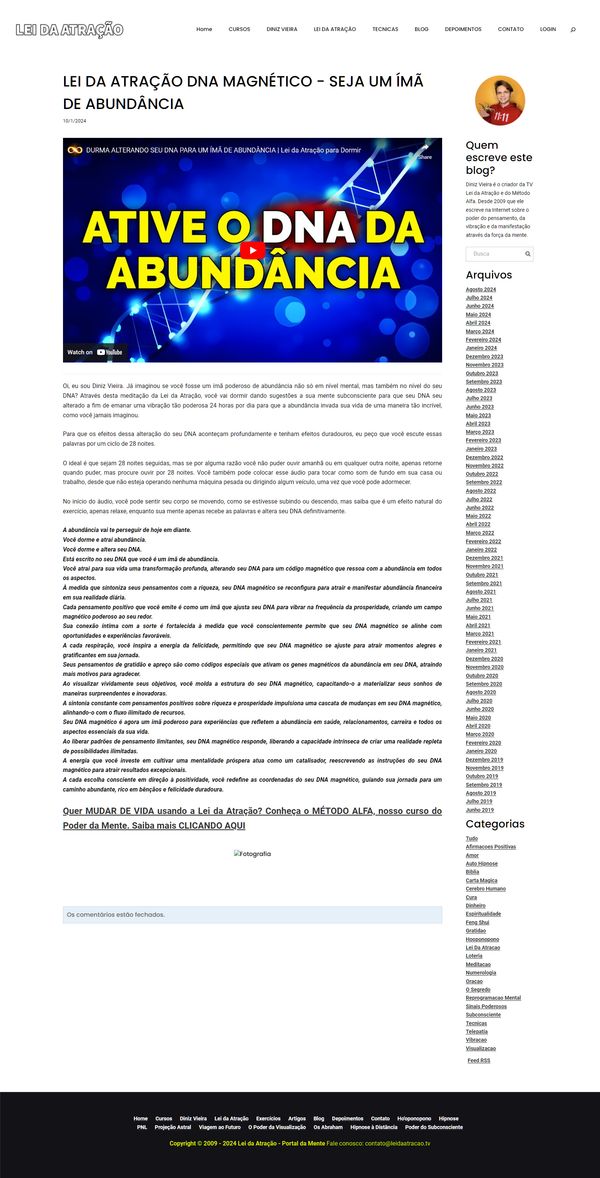 LEI DA ATRAÇÃO
Home CURSOS DINIZ VIEIRA LEI DA ATRAÇÃO TECNICAS BLOG DEPOIMENTOS CONTATO LOGIN
LEI DA ATRAÇÃO DNA MAGNÉTICO - SEJA UM ÍMÃ
DE ABUNDÂNCIA
10/1/2024
DURMA ALTERANDO SEU DNA PARA UM ÍMÃ DE ABUNDÂNCIA | Lei da Atração para Dormir
Share
ATIVE O DNA DA
ABUNDÂNCIA
Watch on YouTube
Oi, eu sou Diniz Vieira. Já imaginou se você fosse um imã poderoso de abundância não só em nível mental, mas também no nível do seu
DNA? Através desta meditação da Lei da Atração, você vai dormir dando sugestões a sua mente subconsciente para que seu DNA seu
alterado a fim de emanar uma vibração tão poderosa 24 horas por dia para que a abundância invada sua vida de uma maneira tão incrível,
como você jamais imaginou.
Para que os efeitos dessa alteração do seu DNA aconteçam profundamente e tenham efeitos duradouros, eu peço que você escute essas
palavras por um ciclo de 28 noites.
O ideal é que sejam 28 noites seguidas, mas se por alguma razão você não puder ouvir amanhã ou em qualquer outra noite, apenas retorne
quando puder, mas procure ouvir por 28 noites. Você também pode colocar esse áudio para tocar como som de fundo em sua casa ou
trabalho, desde que não esteja operando nenhuma máquina pesada ou dirigindo algum veículo, uma vez que você pode adormecer.
No início do áudio, você pode sentir seu corpo se movendo, como se estivesse subindo ou descendo, mas saiba que é um efeito natural do
exercício, apenas relaxe, enquanto sua mente apenas recebe as palavras e altera seu DNA definitivamente.
A abundância vai te perseguir de hoje em diante.
Você dorme e atrai abundância.
Você dorme e altera seu DNA.
Está escrito no seu DNA que você é um ímã de abundância.
Você atrai para sua vida uma transformação profunda, alterando seu DNA para um código magnético que ressoa com a abundância em todos
os aspectos.
À medida que sintoniza seus pensamentos com a riqueza, seu DNA magnético se reconfigura para atrair e manifestar abundância financeira
em sua realidade diária.
Cada pensamento positivo que você emite é como um imã que ajusta seu DNA para vibrar na frequência da prosperidade, criando um campo
magnético poderoso ao seu redor.
Sua conexão íntima com a sorte é fortalecida à medida que você conscientemente permite que seu DNA magnético se alinhe com
oportunidades e experiências favoráveis.
A cada respiração, você inspira a energia da felicidade, permitindo que seu DNA magnético se ajuste para atrair momentos alegres e
gratificantes em sua jornada.
Seus pensamentos de gratidão e apreço são como códigos especiais que ativam os genes magnéticos da abundância em seu DNA, atraindo
mais motivos para agradecer.
Ao visualizar vividamente seus objetivos, você molda a estrutura do seu DNA magnético, capacitando-o a materializar seus sonhos de
maneiras surpreendentes e inovadoras.
A sintonia constante com pensamentos positivos sobre riqueza e prosperidade impulsiona uma cascata de mudanças em seu DNA magnético,
alinhando-o com o fluxo ilimitado de recursos.
Seu DNA magnético é agora um imã poderoso para experiências que refletem a abundância em saúde, relacionamentos, carreira e todos os
aspectos essenciais da sua vida.
Ao liberar padrões de pensamento limitantes, seu DNA magnético responde, liberando a capacidade intrínseca de criar uma realidade repleta
de possibilidades ilimitadas.
A energia que você investe em cultivar uma mentalidade próspera atua como um catalisador, reescrevendo as instruções do seu DNA
magnético para atrair resultados excepcionais.
A cada escolha consciente em direção à positividade, você redefine as coordenadas do seu DNA magnético, guiando sua jornada para um
caminho abundante, rico em bênçãos e felicidade duradoura.
Quer MUDAR DE VIDA usando a Lei da Atração? Conheça o MÉTODO ALFA, nosso curso do
Poder da Mente. Saiba mais CLICANDO AQUI
Fotografia
Os comentários estão fechados.
11:11
Quem
escreve este
blog?
Diniz Vieira é o criador da TV
Lei da Atração e do Método
Alfa. Desde 2009 que ele
escreve na Internet sobre o
poder do pensamento, da
vibração e da manifestação
através da força da mente.
Busca
Arquivos
Agosto 2024
Julho 2024
Junho 2024
Maio 2024
Abril 2024
Março 2024
Fevereiro 2024
Janeiro 2024
Dezembro 2023
Novembro 2023
Outubro 2023
Setembro 2023
Agosto 2023
Julho 2023
Junho 2023
Maio 2023
Abril 2023
Março 2023
Fevereiro 2023
Janeiro 2023
Dezembro 2022
Novembro 2022
Outubro 2022
Setembro 2022
Agosto 2022
Julho 2022
Junho 2022
Maio 2022
Abril 2022
Março 2022
Fevereiro 2022
Janeiro 2022
Dezembro 2021
Novembro 2021
Outubro 2021
Setembro 2021
Agosto 2021
Julho 2021
Junho 2021
Maio 2021
Abril 2021
Março 2021
Fevereiro 2021
Janeiro 2021
Dezembro 2020
Novembro 2020
Outubro 2020
Setembro 2020
Agosto 2020
Julho 2020
Junho 2020
Maio 2020
Abril 2020
Março 2020
Fevereiro 2020
Janeiro 2020
Dezembro 2019
Novembro 2019
Outubro 2019
Setembro 2019
Agosto 2019
Julho 2019
Junho 2019
Categorias
Tudo
Afirmacoes Positivas
Amor
Auto Hipnose
Biblia
Carta Magica
Cerebro Humano
Cura
Dinheiro
Espiritualidade
Feng Shui
Gratidao
Hooponopono
Lei Da Atracao
Loteria
Meditacao
Numerologia
Oracao
O Segredo
Reprogramacao Mental
Sinais Poderosos
Subconsciente
Tecnicas
Telepatia
Vibracao
Visualizacao
Feed RSS
Home Cursos Diniz Vieira Lei da Atração Exercícios Artigos Blog Depoimentos Contato Ho'oponopono Hipnose
PNL Projeção Astral Viagem ao Futuro O Poder da Visualização Os Abraham Hipnose à Distância Poder do Subconsciente
Copyright © 2009 - 2024 Lei da Atração - Portal da Mente Fale conosco: contato@leidaatracao.tv